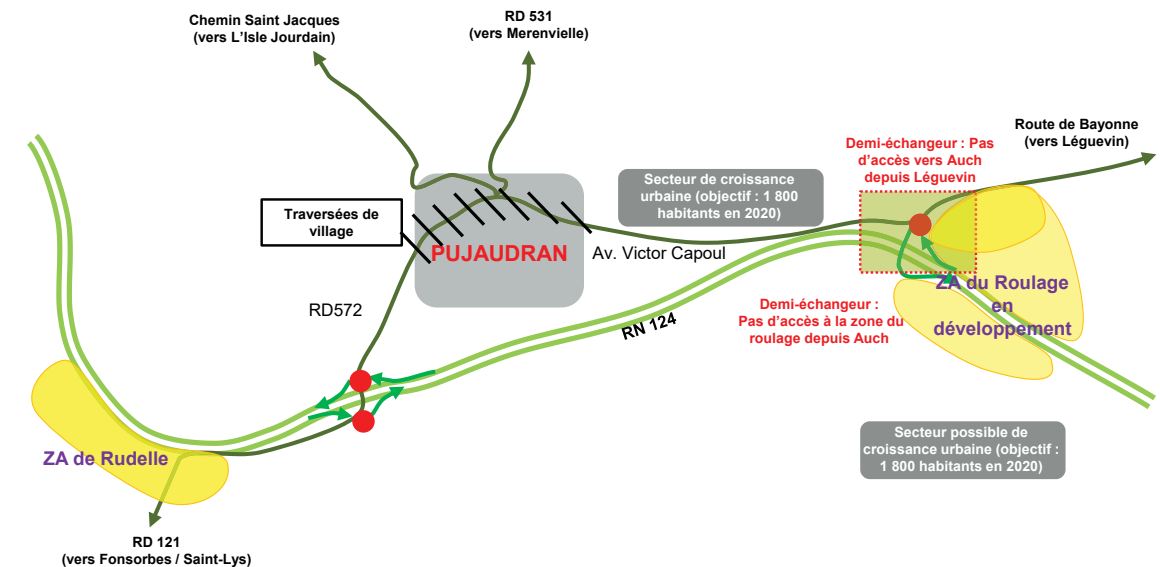 Chemin Saint Jacques
(vers L'Isle Jourdain)
RD 531
(vers Merenvielle)
Route de Bayonne
(vers Léguevin)
Demi-échangeur : Pas
d'accès vers Auch
depuis Léguevin
Secteur de croissance
urbaine (objectif : 1 800
habitants en 2020)
Traversées de
village
PUJAUDRAN
Av. Victor Capoul
RD572
RN 124
Demi-échangeur :
Pas d'accès à la zone du
roulage depuis Auch
ZA du Roulage
en
développement
Secteur possible de
croissance urbaine (objectif :
1 800 habitants en 2020)
ZA de Rudelle
RD 121
(vers Fonsorbes / Saint-Lys)